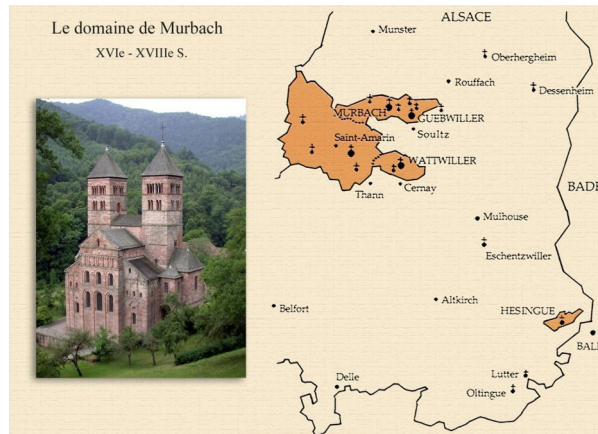 Le domaine de Murbach
XVIe - XVIIIe S.
ALSACE
Munster
Oberhergheim
Rouffach
Dessenheim
MURBACH
GUEBWILLER
Soultz
Saint-Amarin
WATTWILLER
Thann
Cernay
BADE
Mulhouse
Eschentzwiller
Belfort
Altkirch
HESINGUE
BAL
Delle
Lutter
Oltingue